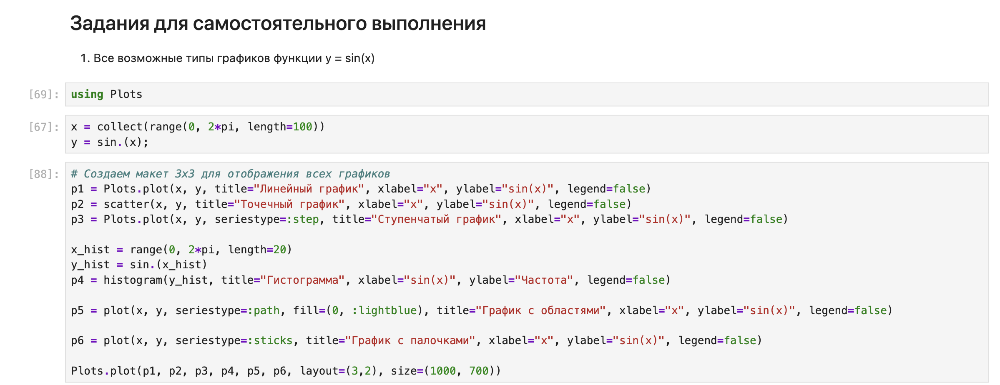 Задания для самостоятельного выполнения
1. Все возможные типы графиков функции y = sin(x)
[69]: using Plots
[67]: x = collect(range(0, 2*pi, length=100))
y = sin.(x);
[88]: # Создаем макет 3x3 для отображения всех графиков
p1 = Plots.plot(x, y, title="Линейный график", xlabel="x", ylabel="sin(x)", legend=false)
p2 = scatter(x, y, title="Точечный график", xlabel="x", ylabel="sin(x)", legend=false)
p3 = Plots.plot(x, y, seriestype=:step, title="Ступенчатый график", xlabel="x", ylabel="sin(x)", legend=false)
x_hist = range(0, 2*pi, length=20)
y_hist = sin.(x_hist)
p4 = histogram(y_hist, title="Гистограмма", xlabel="sin(x)", ylabel="Частота", legend=false)
p5 = plot(x, y, seriestype=:path, fill=(0, :lightblue), title="График с областями", xlabel="x", ylabel="sin(x)", legend=false)
p6 = plot(x, y, seriestype=:sticks, title="График с палочками", xlabel="x", ylabel="sin(x)", legend=false)
Plots.plot(p1, p2, p3, p4, p5, p6, layout=(3,2), size=(1000, 700))